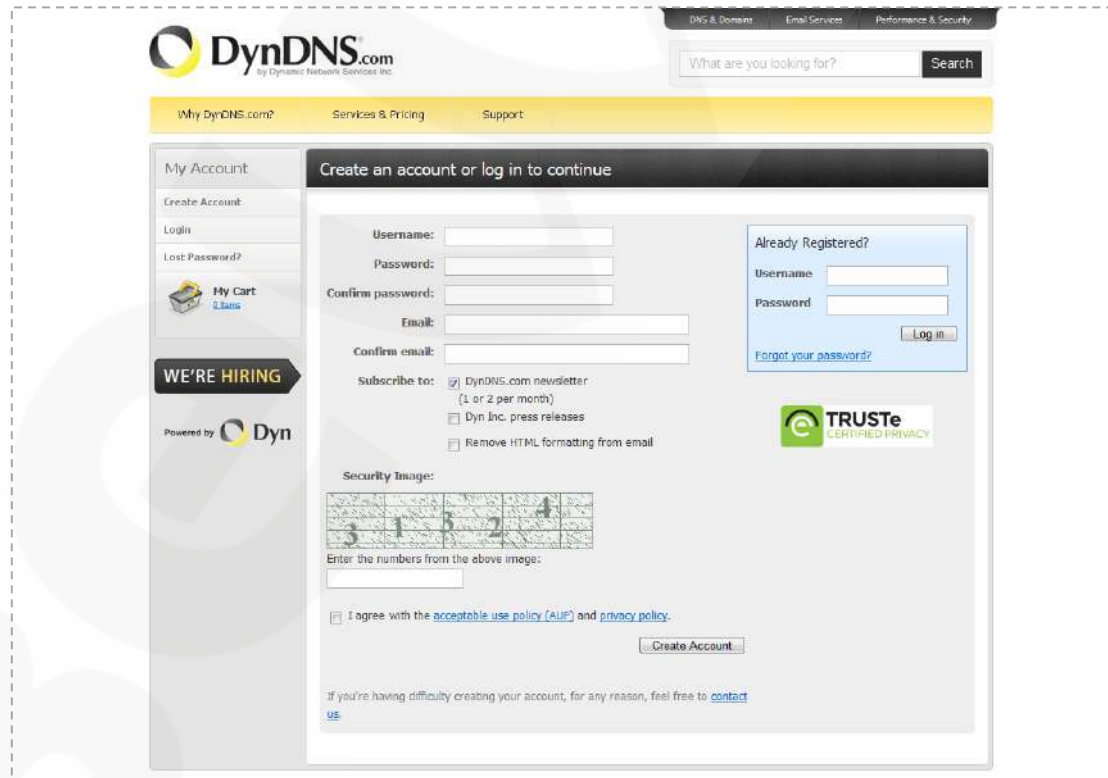 DNS & Domains Email Services Performance & Security
DynDNS.com
by Dynamic Network Services Inc.
What are you looking for? Search
Why DynDNS.com? Services & Pricing Support
My Account
Create Account
Login
Lost Password?
My Cart
0 items
WE'RE HIRING
Powered by Dyn
Create an account or log in to continue
Username:
Password:
Confirm password:
Email:
Confirm email:
Subscribe to: DynDNS.com newsletter
(1 or 2 per month)
Dyn Inc. press releases
Remove HTML formatting from email
Security Image:
3 1 3 2 4
Enter the numbers from the above image:
I agree with the acceptable use policy (AUP) and privacy policy.
Create Account
If you're having difficulty creating your account, for any reason, feel free to contact
us.
Already Registered?
Username
Password
Log in
Forgot your password?
TRUSTe
CERTIFIED PRIVACY